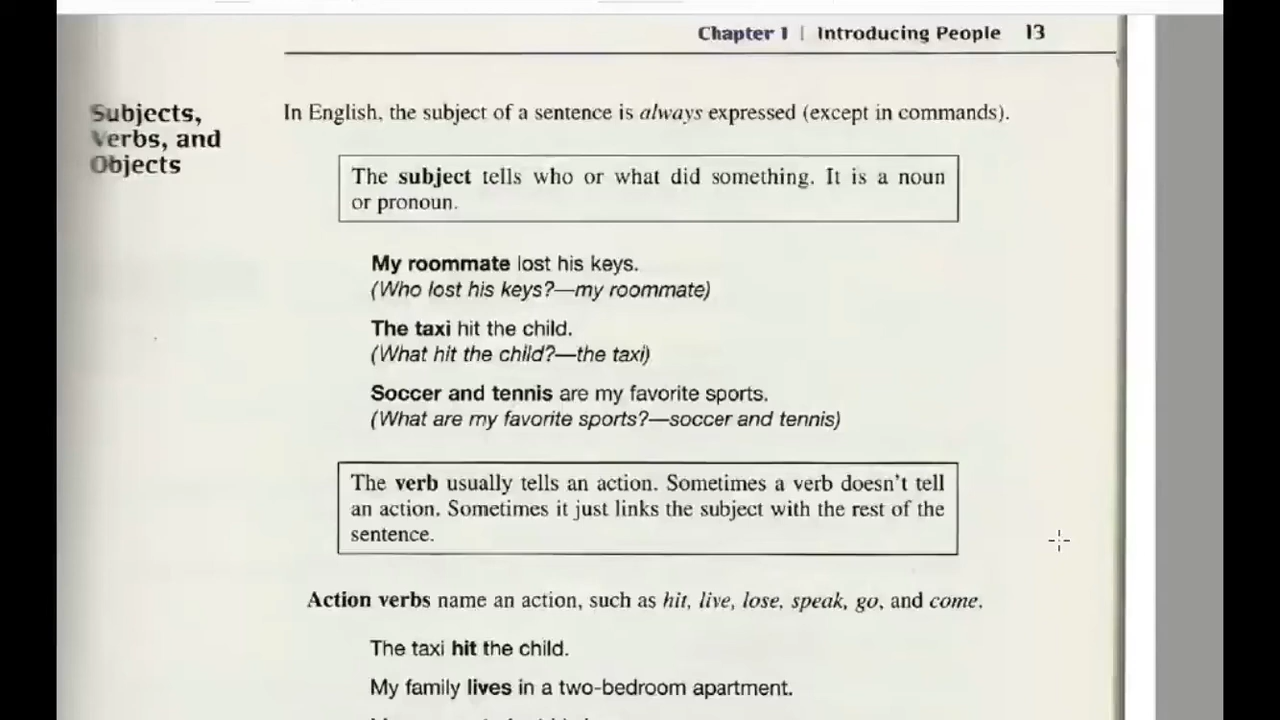 Chapter 1 | Introducing People 13
Subjects,
Verbs, and
Objects
In English, the subject of a sentence is always expressed (except in commands).
The subject tells who or what did something. It is a noun
or pronoun.
My roommate lost his keys.
(Who lost his keys?—my roommate)
The taxi hit the child.
(What hit the child?—the taxi)
Soccer and tennis are my favorite sports.
(What are my favorite sports?—soccer and tennis)
The verb usually tells an action. Sometimes a verb doesn't tell
an action. Sometimes it just links the subject with the rest of the
sentence.
Action verbs name an action, such as hit, live, lose, speak, go, and come.
The taxi hit the child.
My family lives in a two-bedroom apartment.